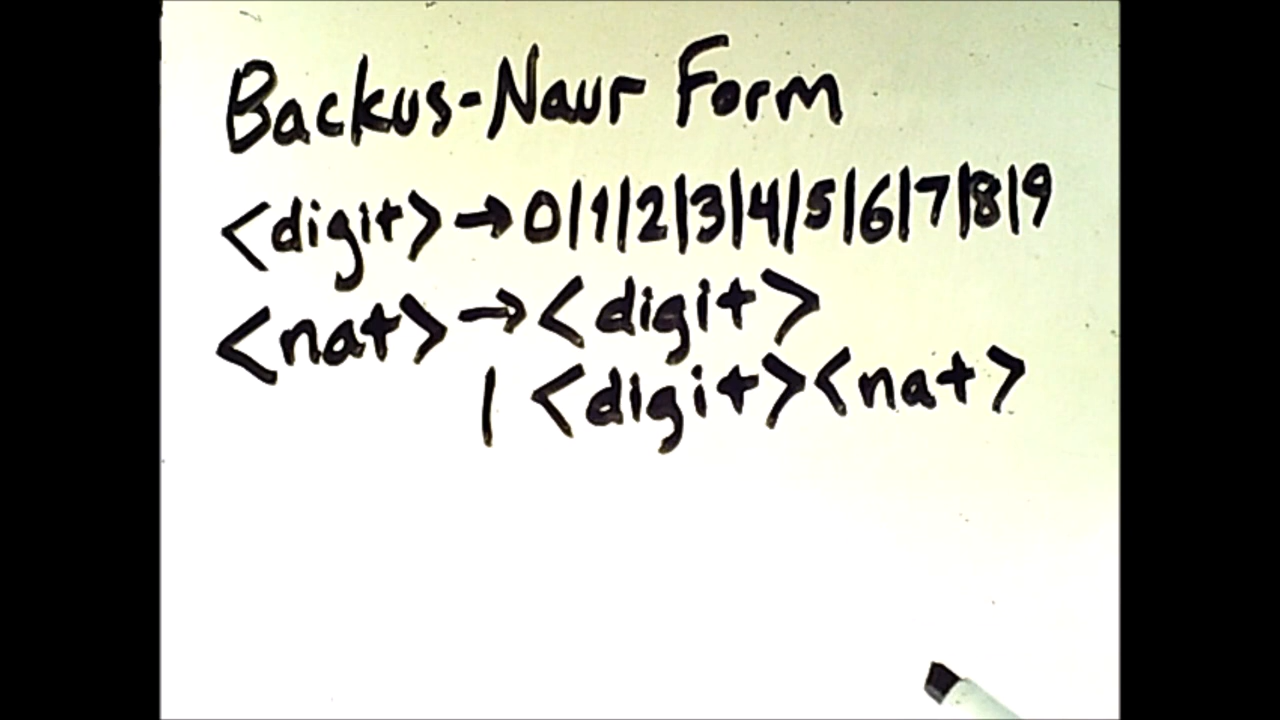 Backus-Naur Form
<digit> → 0|1|2|3|4|5|6|7|8|9
<nat> → <digit>
| <digit><nat>